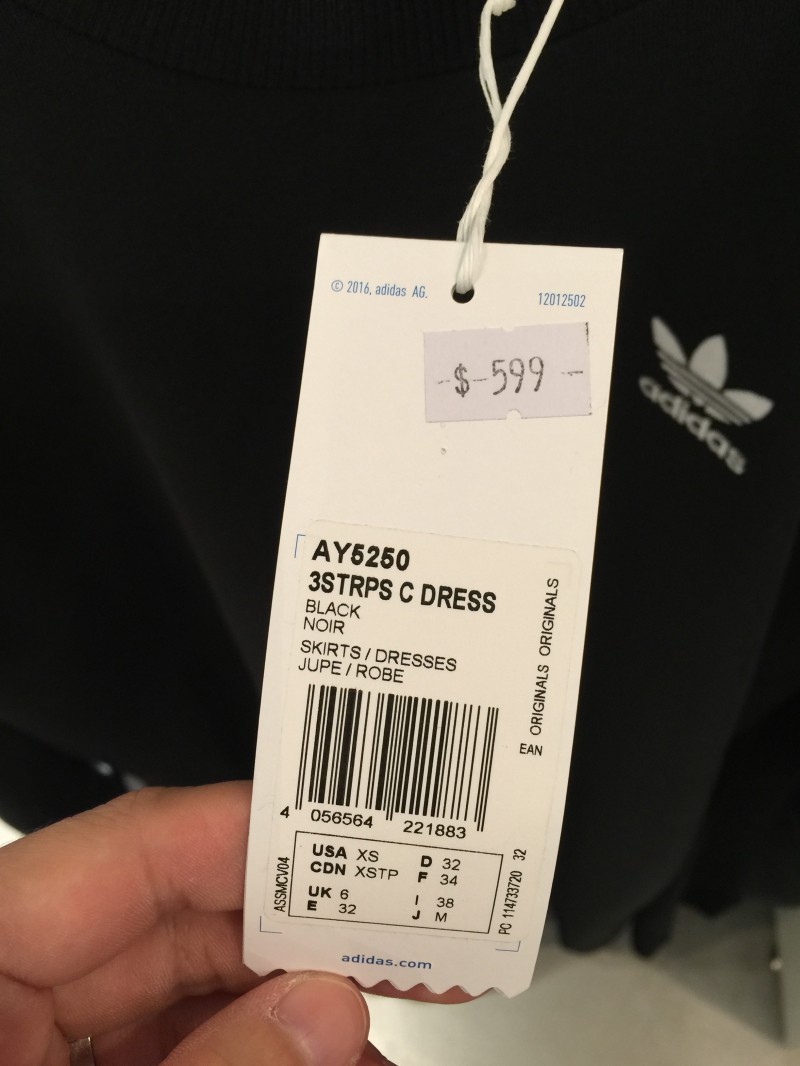 © 2016, adidas AG.
12012502
-$-599-
adidas
AY5250
3STRPS C DRESS
BLACK
NOIR
SKIRTS / DRESSES
JUPE / ROBE
ORIGINALS ORIGINALS
EAN
4 056564 221883
ASSMCV04
USA XS D 32
CDN XSTP F 34
UK 6 I 38
E 32 J M
PO 114733720 32
adidas.com